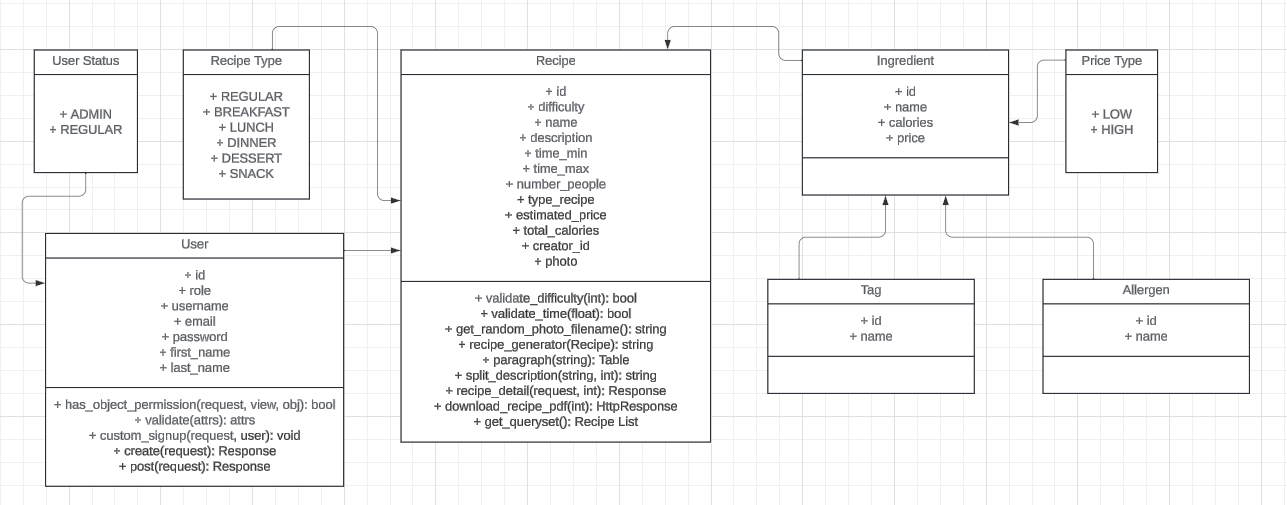 User Status
+ ADMIN
+ REGULAR
Recipe Type
+ REGULAR
+ BREAKFAST
+ LUNCH
+ DINNER
+ DESSERT
+ SNACK
Recipe
+ id
+ difficulty
+ name
+ description
+ time_min
+ time_max
+ number_people
+ type_recipe
+ estimated_price
+ total_calories
+ creator_id
+ photo
+ validate_difficulty(int): bool
+ validate_time(float): bool
+ get_random_photo_filename(): string
+ recipe_generator(Recipe): string
+ paragraph(string): Table
+ split_description(string, int): string
+ recipe_detail(request, int): Response
+ download_recipe_pdf(int): HttpResponse
+ get_queryset(): Recipe List
Ingredient
+ id
+ name
+ calories
+ price
Price Type
+ LOW
+ HIGH
User
+ id
+ role
+ username
+ email
+ password
+ first_name
+ last_name
+ has_object_permission(request, view, obj): bool
+ validate(attrs): attrs
+ custom_signup(request, user): void
+ create(request): Response
+ post(request): Response
Tag
+ id
+ name
Allergen
+ id
+ name